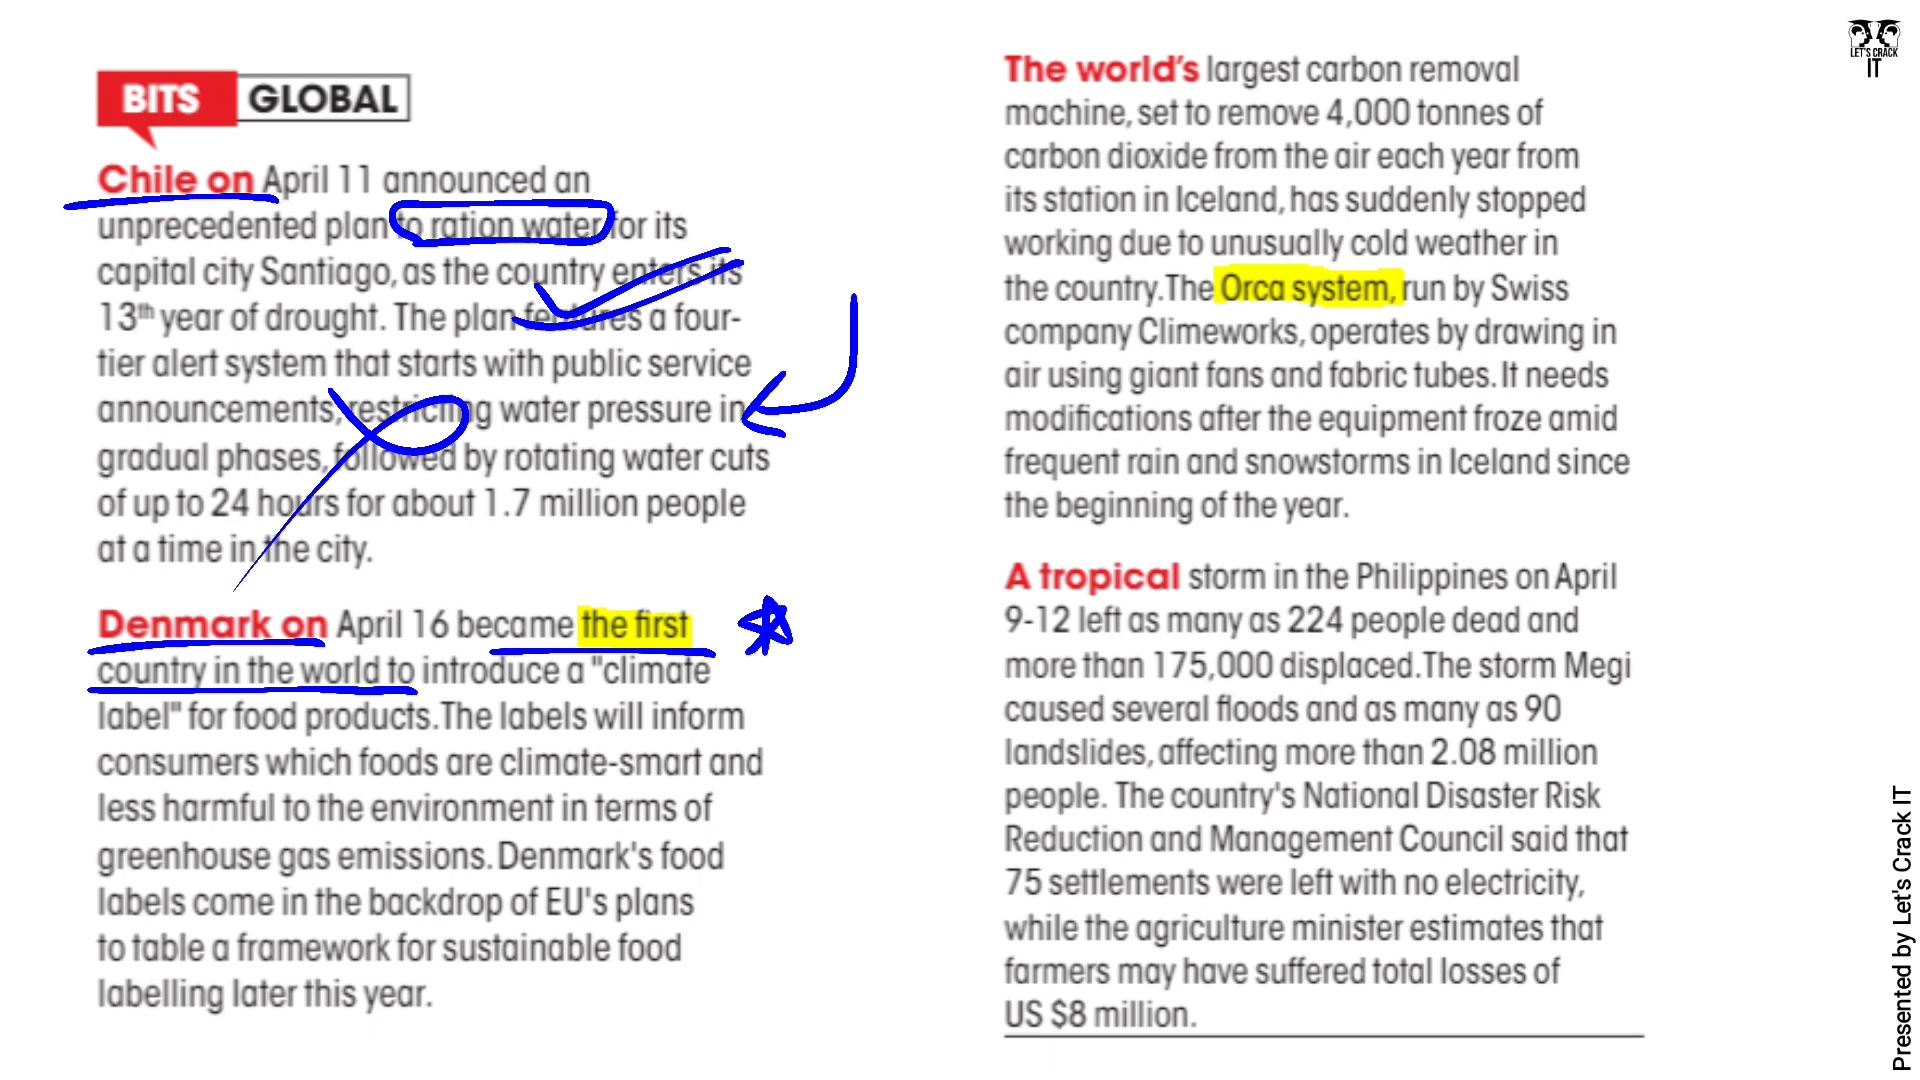 BITS GLOBAL
Chile on April 11 announced an
unprecedented plan to ration water for its
capital city Santiago, as the country enters its
13th year of drought. The plan features a four-
tier alert system that starts with public service
announcements, restricting water pressure in
gradual phases, followed by rotating water cuts
of up to 24 hours for about 1.7 million people
at a time in the city.
Denmark on April 16 became the first
country in the world to introduce a "climate
label" for food products. The labels will inform
consumers which foods are climate-smart and
less harmful to the environment in terms of
greenhouse gas emissions. Denmark's food
labels come in the backdrop of EU's plans
to table a framework for sustainable food
labelling later this year.
The world's largest carbon removal
machine, set to remove 4,000 tonnes of
carbon dioxide from the air each year from
its station in Iceland, has suddenly stopped
working due to unusually cold weather in
the country. The Orca system, run by Swiss
company Climeworks, operates by drawing in
air using giant fans and fabric tubes. It needs
modifications after the equipment froze amid
frequent rain and snowstorms in Iceland since
the beginning of the year.
A tropical storm in the Philippines on April
9-12 left as many as 224 people dead and
more than 175,000 displaced. The storm Megi
caused several floods and as many as 90
landslides, affecting more than 2.08 million
people. The country's National Disaster Risk
Reduction and Management Council said that
75 settlements were left with no electricity,
while the agriculture minister estimates that
farmers may have suffered total losses of
US $8 million.
LET'S CRACK
IT
Presented by Let's Crack IT